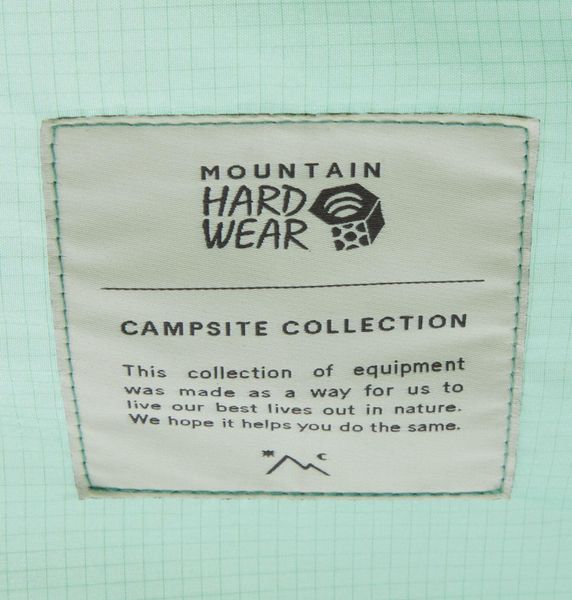 MOUNTAIN
HARD
WEAR
CAMPSITE COLLECTION
This collection of equipment
was made as a way for us to
live our best lives out in nature.
We hope it helps you do the same.